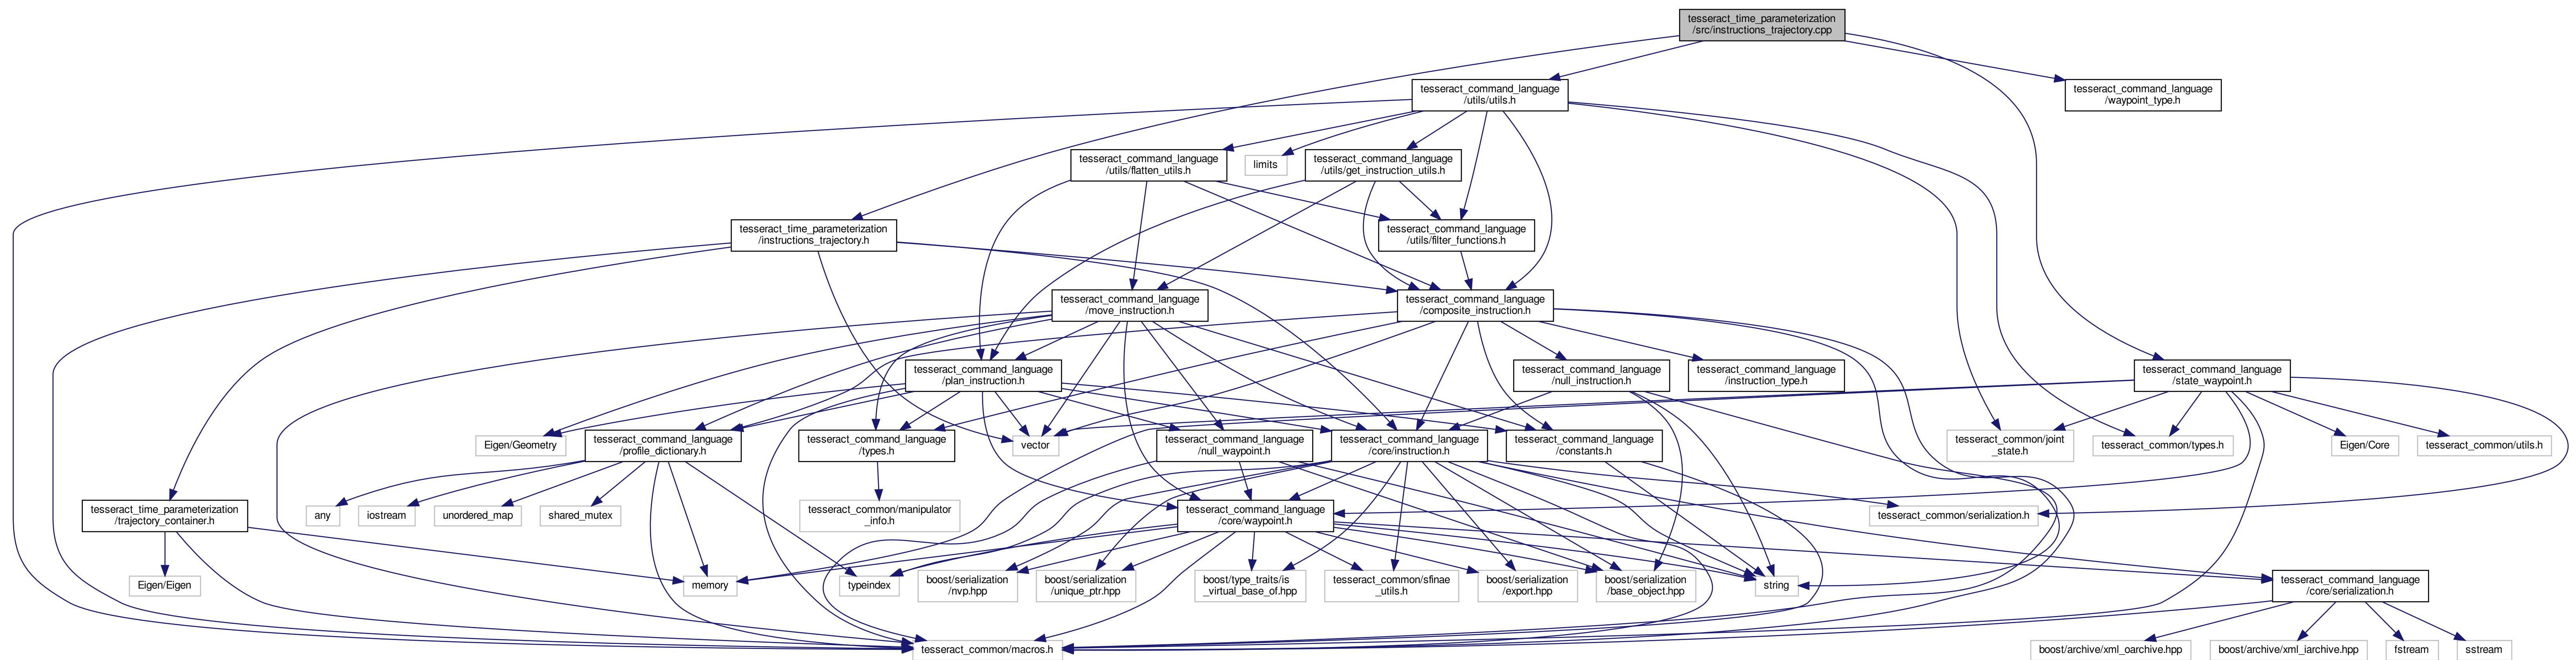 tesseract_time_parameterization
/src/instructions_trajectory.cpp
tesseract_command_language
/utils/utils.h
tesseract_command_language
/waypoint_type.h
tesseract_command_language
/utils/flatten_utils.h
limits
tesseract_command_language
/utils/get_instruction_utils.h
tesseract_time_parameterization
/instructions_trajectory.h
tesseract_command_language
/utils/filter_functions.h
tesseract_command_language
/move_instruction.h
tesseract_command_language
/composite_instruction.h
tesseract_command_language
/plan_instruction.h
tesseract_command_language
/null_instruction.h
tesseract_command_language
/instruction_type.h
tesseract_command_language
/state_waypoint.h
Eigen/Geometry
tesseract_command_language
/profile_dictionary.h
tesseract_command_language
/types.h
vector
tesseract_command_language
/null_waypoint.h
tesseract_command_language
/core/instruction.h
tesseract_command_language
/constants.h
tesseract_common/joint
_state.h
tesseract_common/types.h
Eigen/Core
tesseract_common/utils.h
tesseract_time_parameterization
/trajectory_container.h
any
iostream
unordered_map
shared_mutex
tesseract_common/manipulator
_info.h
tesseract_command_language
/core/waypoint.h
tesseract_common/serialization.h
Eigen/Eigen
memory
typeindex
boost/serialization
/nvp.hpp
boost/serialization
/unique_ptr.hpp
boost/type_traits/is
_virtual_base_of.hpp
tesseract_common/sfinae
_utils.h
boost/serialization
/export.hpp
boost/serialization
/base_object.hpp
string
tesseract_command_language
/core/serialization.h
tesseract_common/macros.h
boost/archive/xml_oarchive.hpp
boost/archive/xml_iarchive.hpp
fstream
sstream